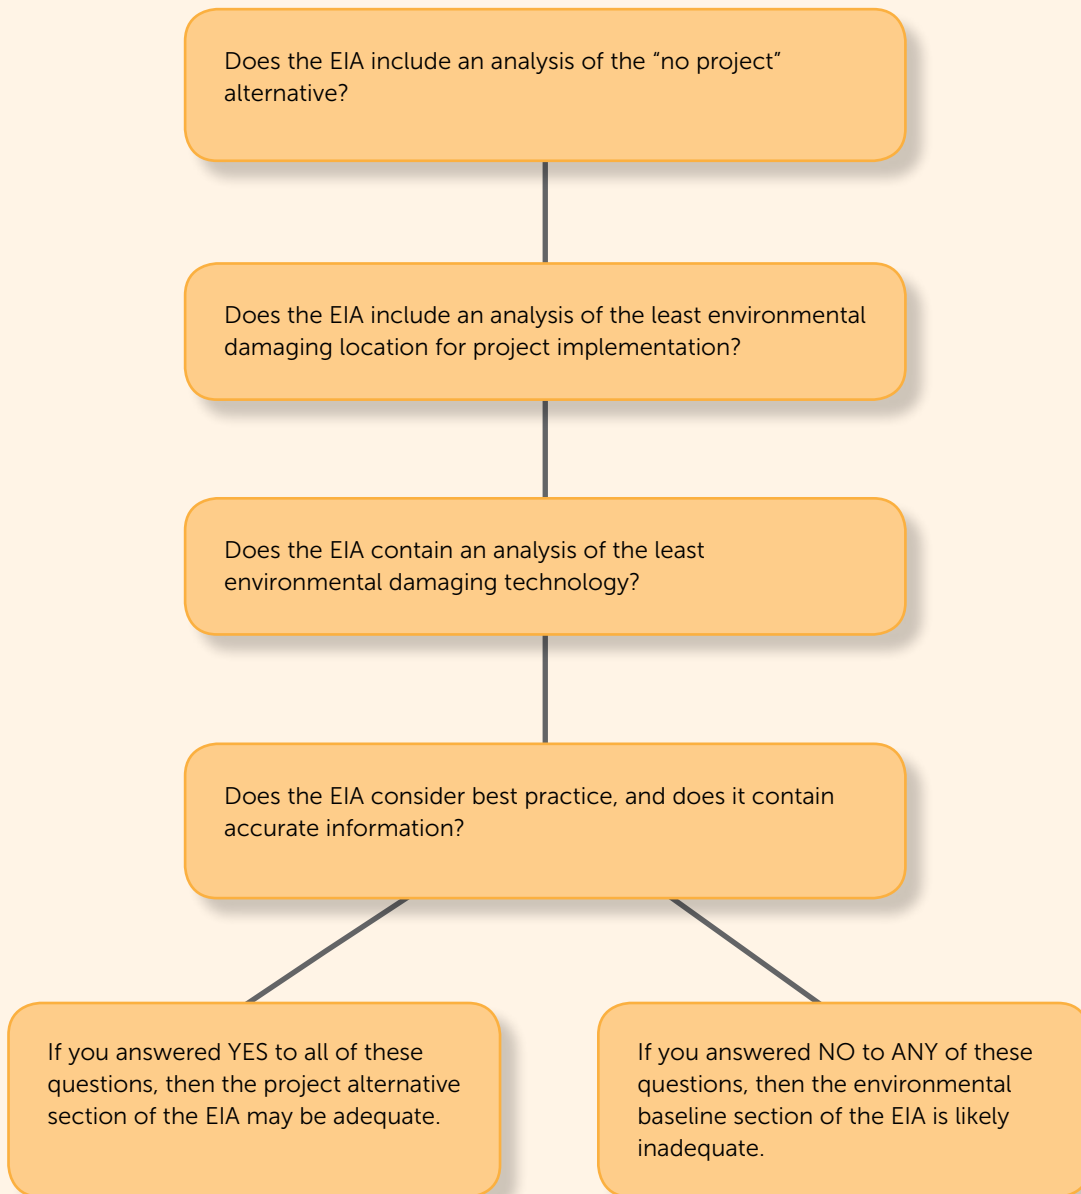 Does the EIA include an analysis of the “no project”
alternative?
Does the EIA include an analysis of the least environmental
damaging location for project implementation?
Does the EIA contain an analysis of the least
environmental damaging technology?
Does the EIA consider best practice, and does it contain
accurate information?
If you answered YES to all of these
questions, then the project alternative
section of the EIA may be adequate.
If you answered NO to ANY of these
questions, then the environmental
baseline section of the EIA is likely
inadequate.